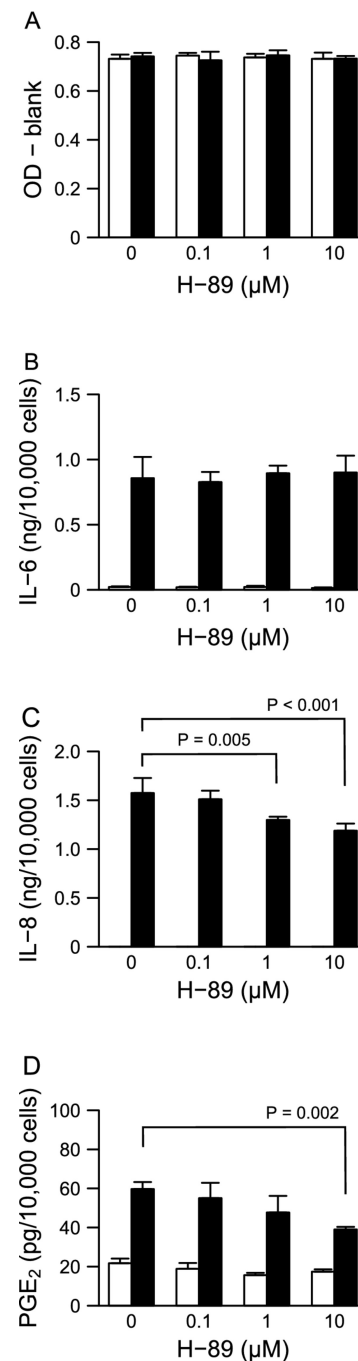 A
0.8
0.6
0.4
0.2
0
OD − blank
0 0.1 1 10
H−89 (µM)
B
1.5
1.0
0.5
0
IL−6 (ng/10,000 cells)
0 0.1 1 10
H−89 (µM)
C
P < 0.001
P = 0.005
2.0
1.5
1.0
0.5
0
IL−8 (ng/10,000 cells)
0 0.1 1 10
H−89 (µM)
D
P = 0.002
100
80
60
40
20
0
PGE₂ (pg/10,000 cells)
0 0.1 1 10
H−89 (µM)